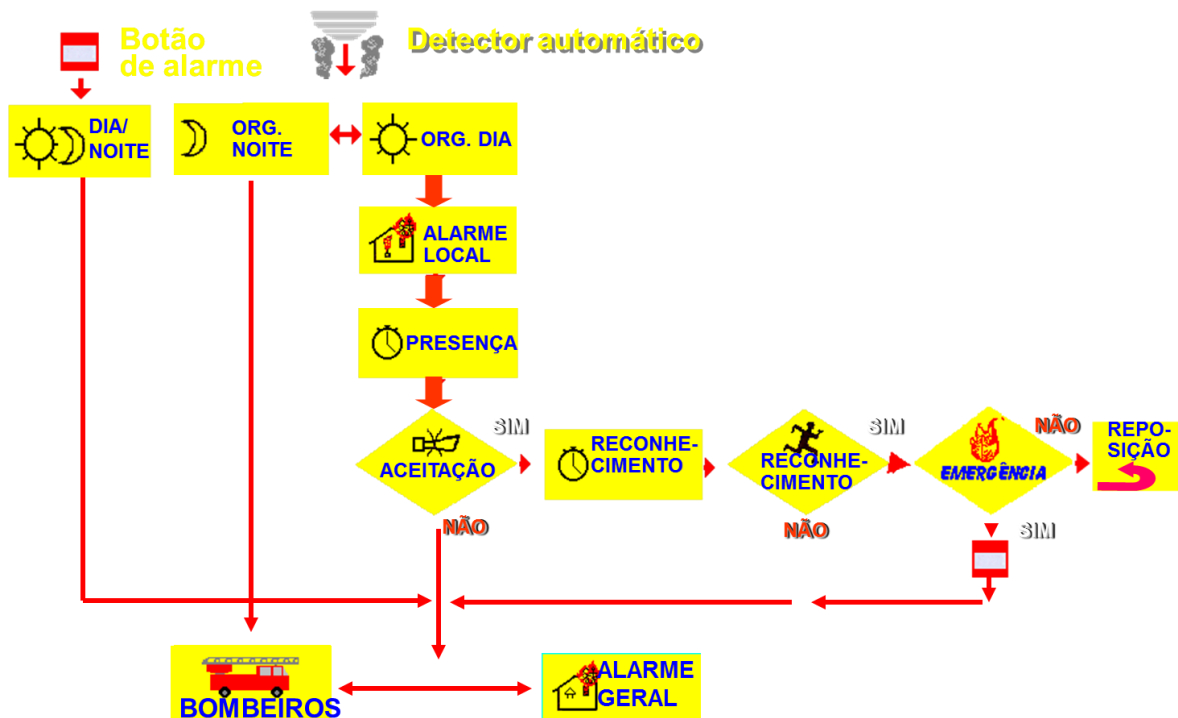 Botão
de alarme
Detector automático
DIA/
NOITE
ORG.
NOITE
ORG. DIA
ALARME
LOCAL
PRESENÇA
ACEITAÇÃO
SIM
NÃO
RECONHE-
CIMENTO
RECONHE-
CIMENTO
SIM
NÃO
EMERGÊNCIA
NÃO
SIM
REPO-
SIÇÃO
BOMBEIROS
ALARME
GERAL